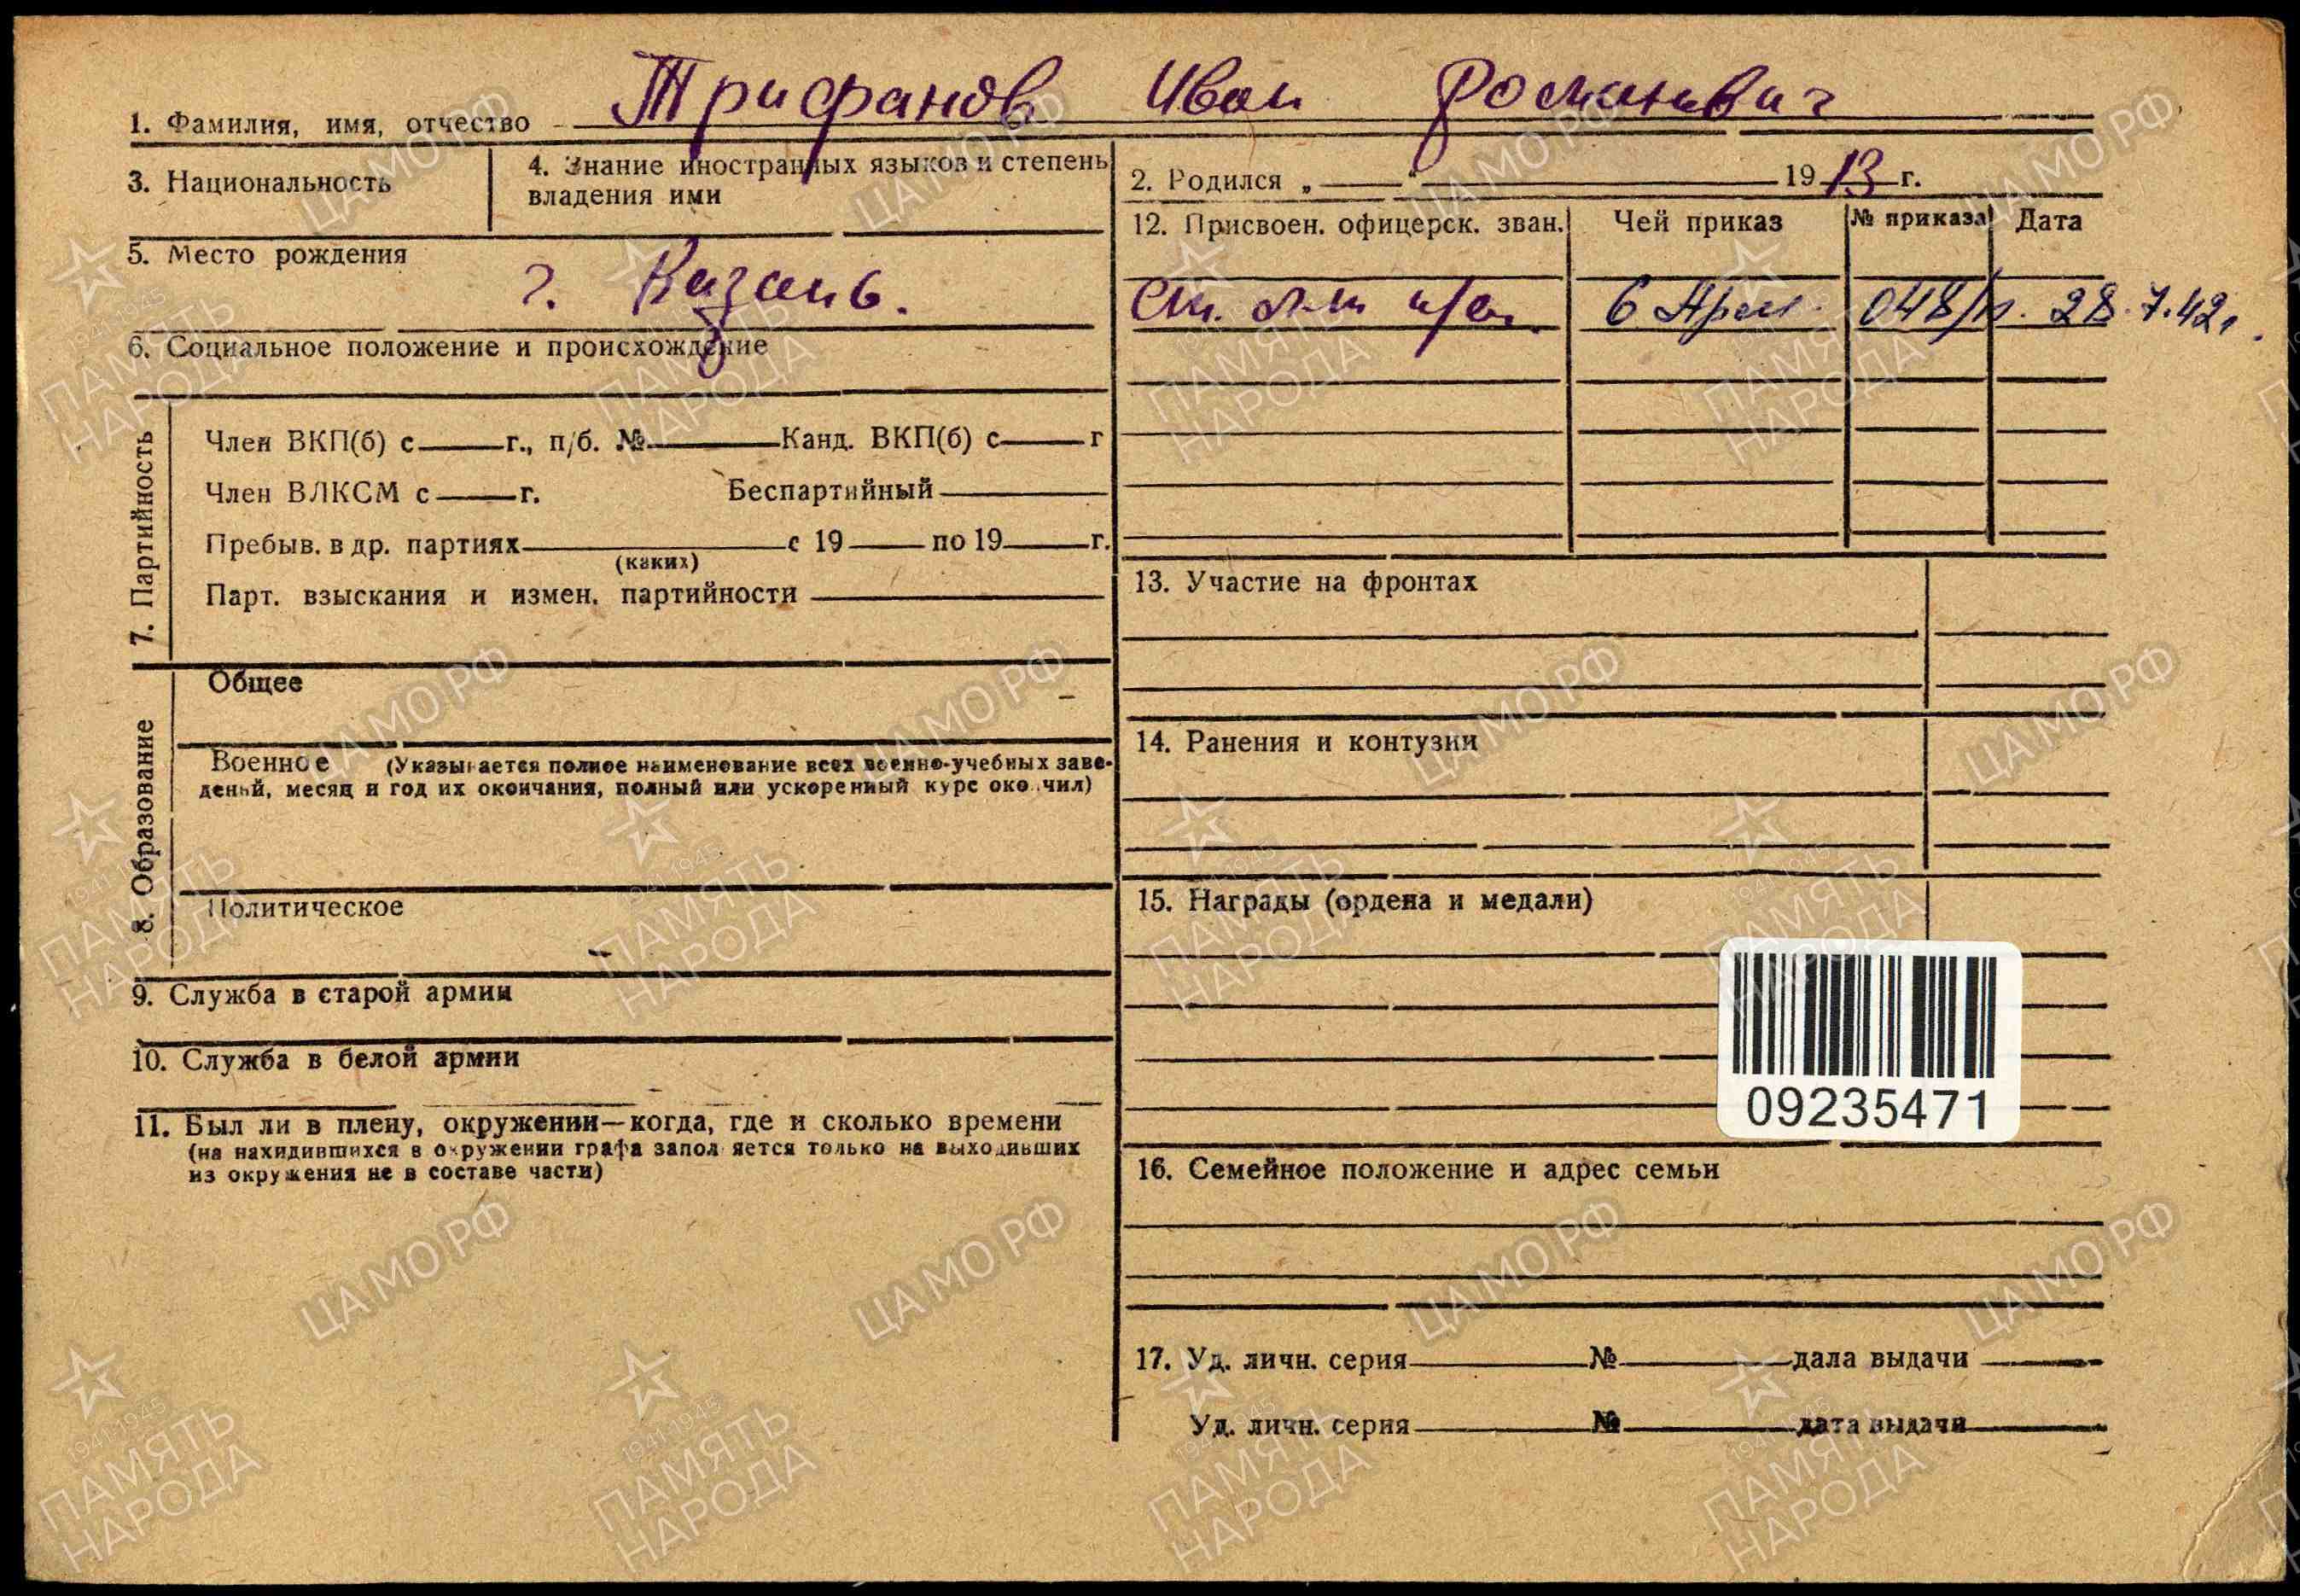 1. Фамилия, имя, отчество Трифанов Иван Романович
3. Национальность
4. Знание иностранных языков и степень
владения ими
2. Родился „ " 1913 г.
5. Место рождения
г. Казань.
6. Социальное положение и происхождение
7. Партийность
Член ВКП(б) с г., п/б. № Канд. ВКП(б) с г
Член ВЛКСМ с г. Беспартийный
Пребыв. в др. партиях с 19 по 19 г.
(каких)
Парт. взыскания и измен. партийности
8. Образование
Общее
Военное (Указывается полное наименование всех военно-учебных заве-
дений, месяц и год их окончания, полный или ускоренный курс окончил)
Политическое
9. Служба в старой армии
10. Служба в белой армии
11. Был ли в плену, окружении—когда, где и сколько времени
(на находившихся в окружении графа заполняется только на выходивших
из окружения не в составе части)
12. Присвоен. офицерск. зван. Чей приказ № приказа Дата
6 Арм. 048/п. 28.7.42г.
13. Участие на фронтах
14. Ранения и контузии
15. Награды (ордена и медали)
09235471
16. Семейное положение и адрес семьи
17. Уд. личн. серия № дала выдачи
Уд. личн. серия № дата выдачи
ЦАМО.РФ
1941-1945
ПАМЯТЬ
НАРОДА